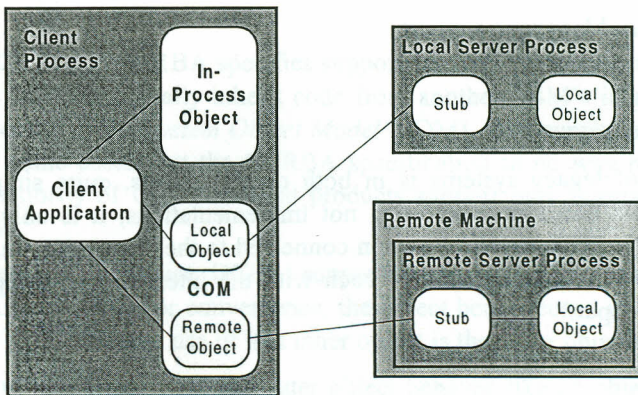 Client
Process
In-
Process
Object
Client
Application
Local
Object
COM
Remote
Object
Local Server Process
Stub
Local
Object
Remote Machine
Remote Server Process
Stub
Local
Object